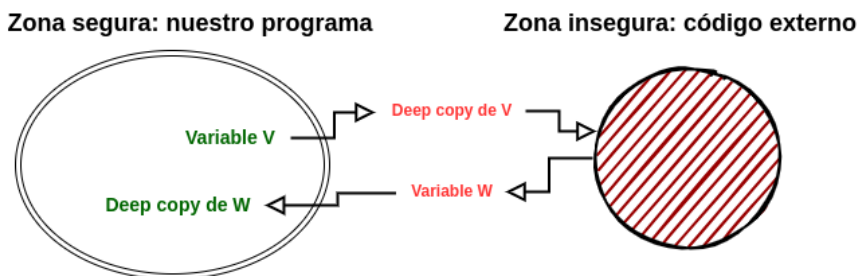 Zona segura: nuestro programa
Zona insegura: código externo
Deep copy de V
Variable V
Variable W
Deep copy de W